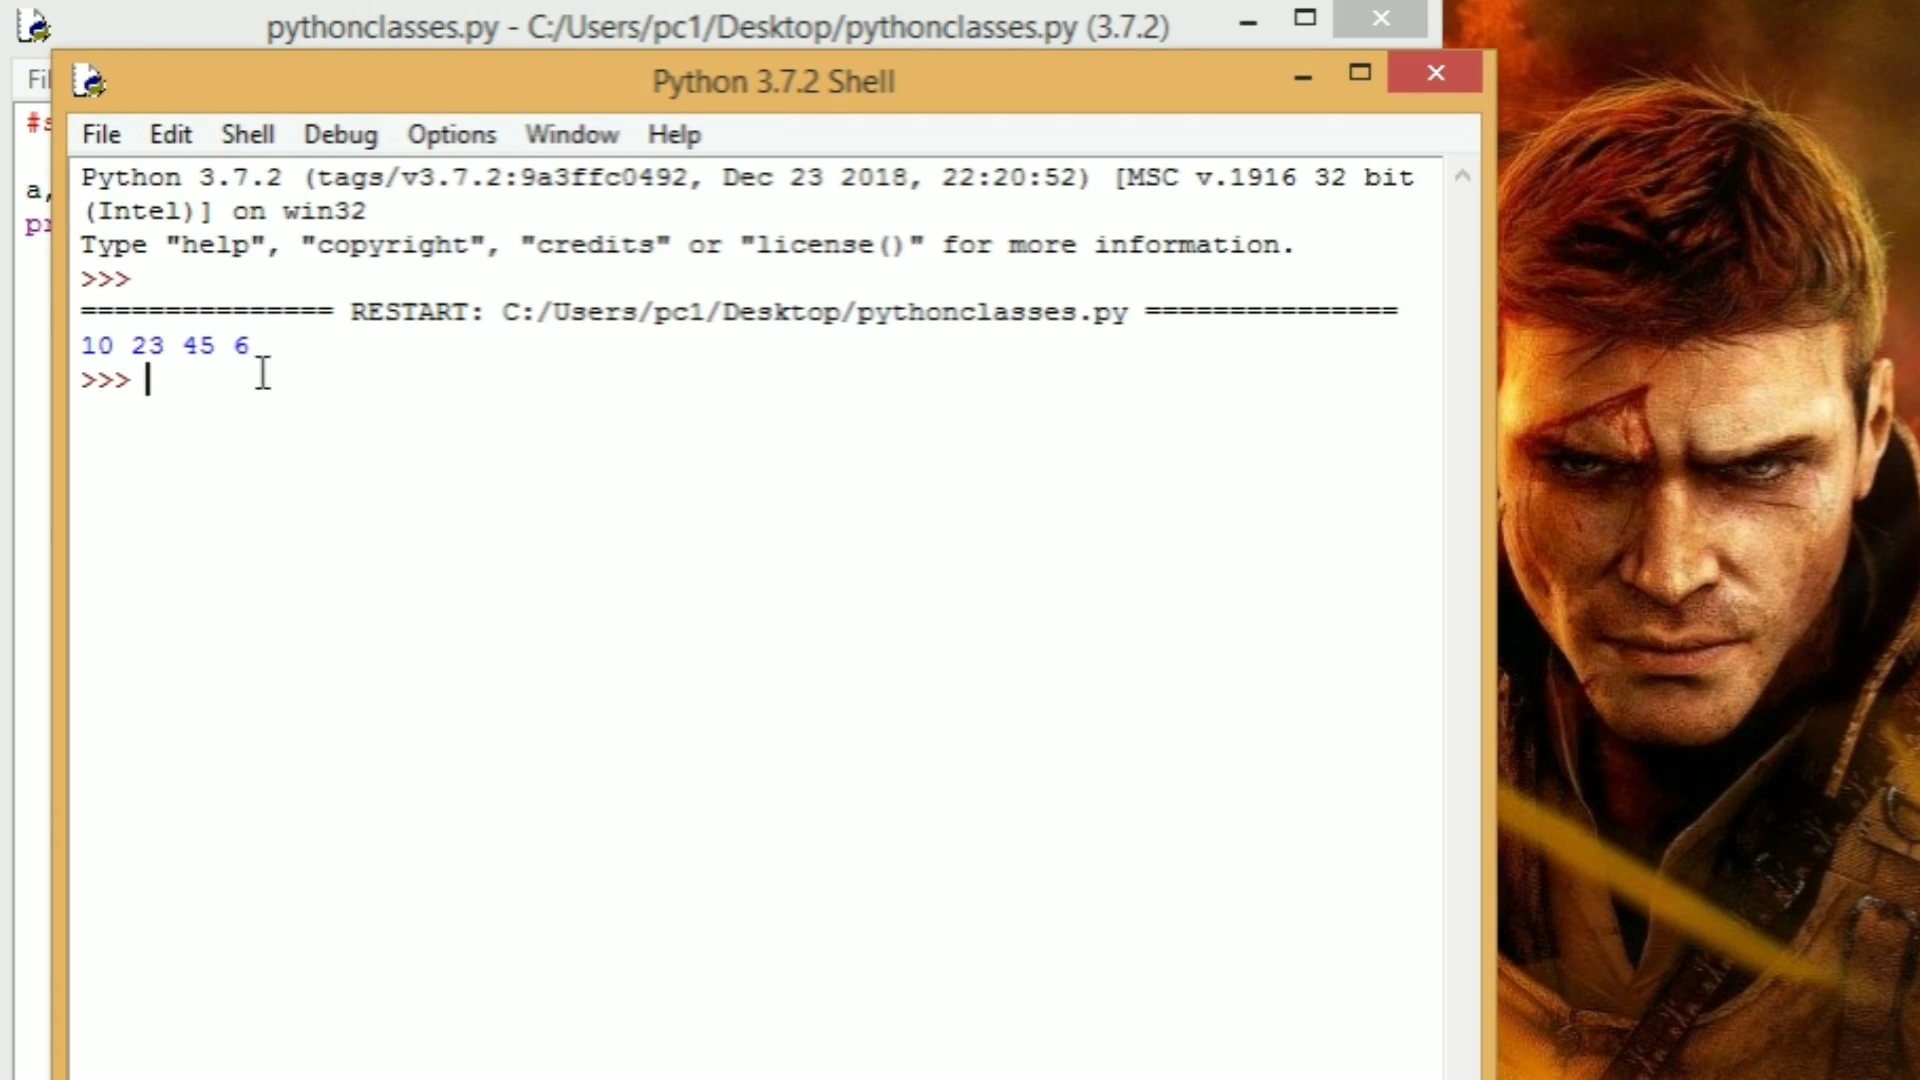 pythonclasses.py - C:/Users/pc1/Desktop/pythonclasses.py (3.7.2)
Python 3.7.2 Shell
File Edit Shell Debug Options Window Help
Python 3.7.2 (tags/v3.7.2:9a3ffc0492, Dec 23 2018, 22:20:52) [MSC v.1916 32 bit
(Intel)] on win32
Type "help", "copyright", "credits" or "license()" for more information.
>>>
=============== RESTART: C:/Users/pc1/Desktop/pythonclasses.py ===============
10 23 45 6
>>>
a,